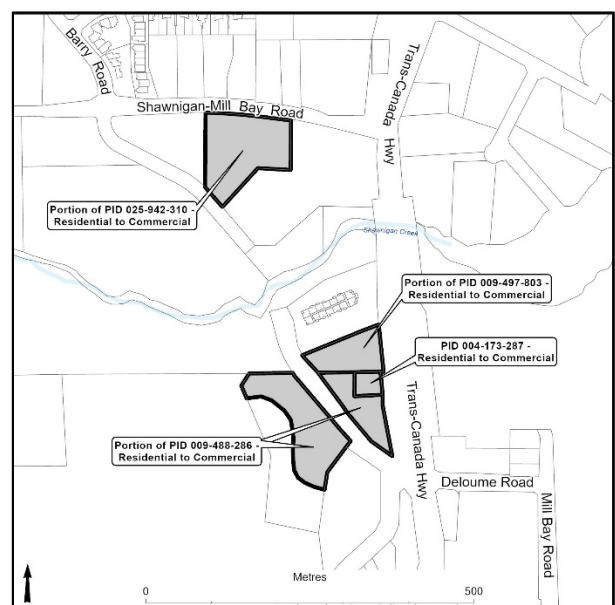 Barry Road
Trans-Canada Hwy
Shawnigan-Mill Bay Road
Portion of PID 025-942-310 -
Residential to Commercial
Shawnigan Creek
Portion of PID 009-497-803 -
Residential to Commercial
PID 004-173-287 -
Residential to Commercial
Portion of PID 009-488-286 -
Residential to Commercial
Trans-Canada Hwy
Deloume Road
Mill Bay Road
Metres
0 500